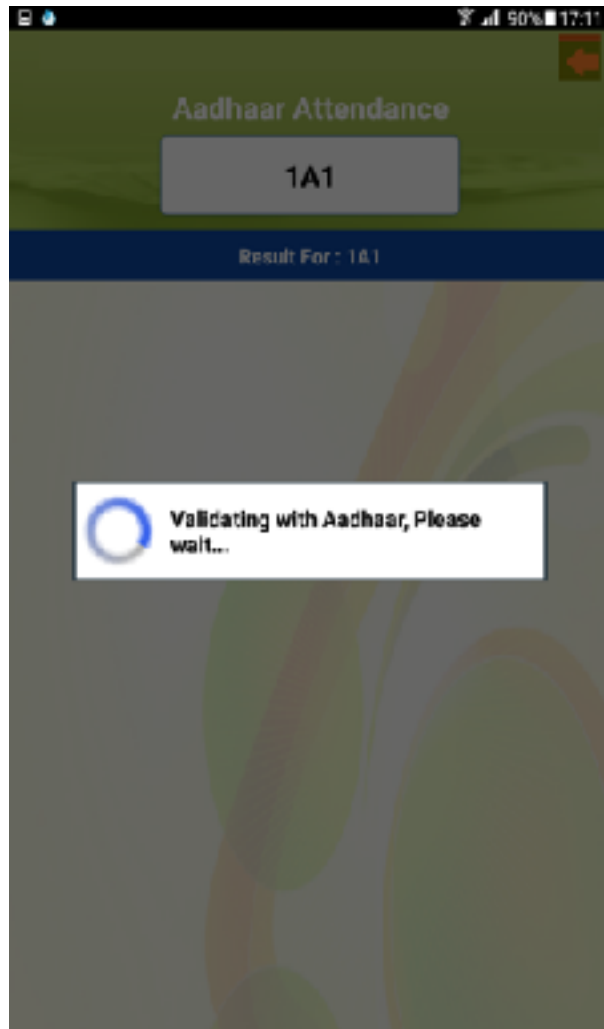 90% 17:11
Aadhaar Attendance
1A1
Result For : 1A1
Validating with Aadhaar, Please
wait...